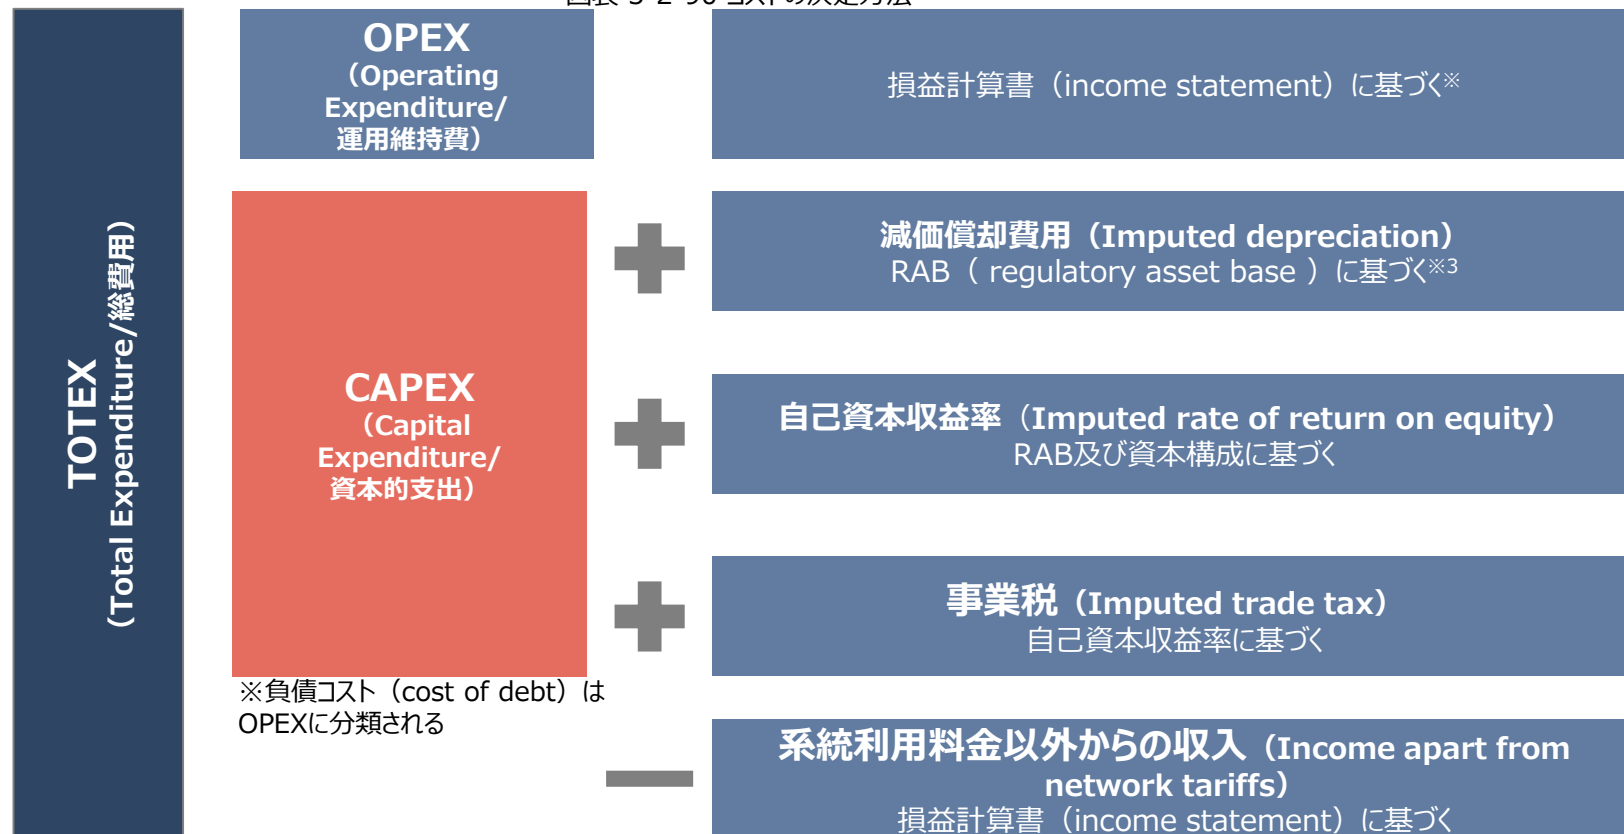 TOTEX
(Total Expenditure/総費用)
OPEX
（Operating
Expenditure/
運用維持費）
損益計算書（income statement）に基づく※
CAPEX
（Capital
Expenditure/
資本的支出）
※負債コスト（cost of debt）は
OPEXに分類される
減価償却費用（Imputed depreciation）
RAB（ regulatory asset base ）に基づく※3
自己資本収益率（Imputed rate of return on equity）
RAB及び資本構成に基づく
事業税（Imputed trade tax）
自己資本収益率に基づく
系統利用料金以外からの収入（Income apart from
network tariffs）
損益計算書（income statement）に基づく